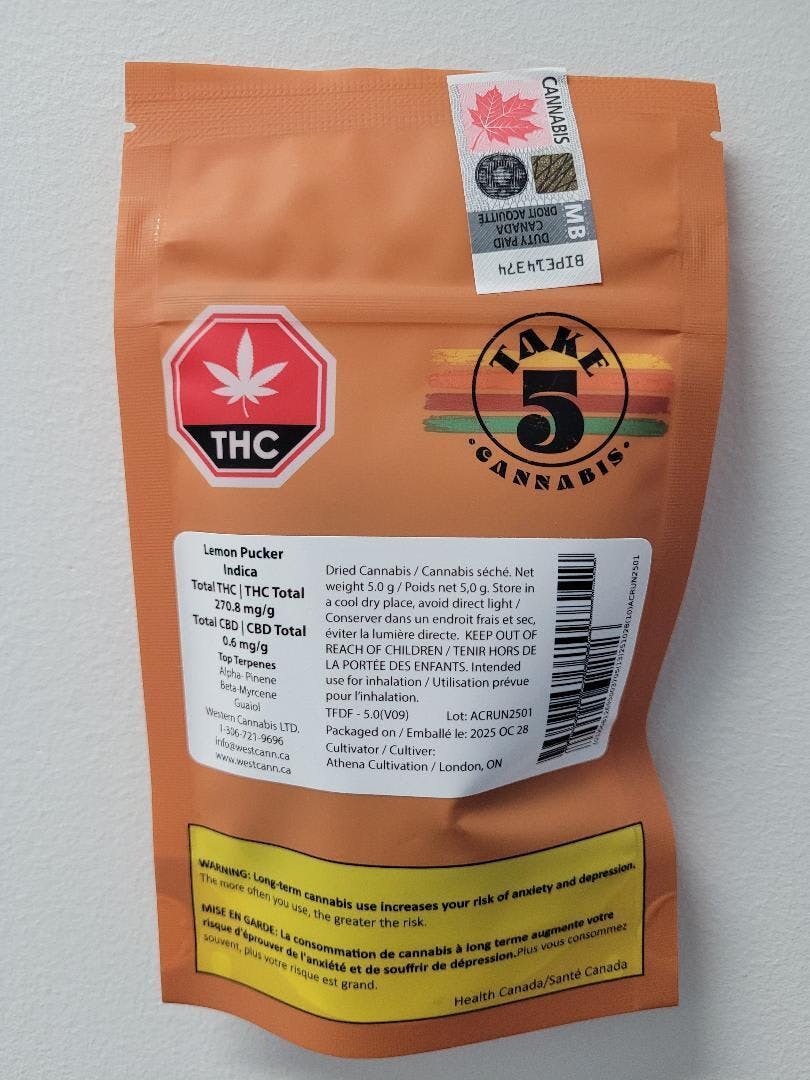 CANNABIS
MB
DUTY PAID
CANADA
DROIT ACQUITTÉ
BIPE14374
THC
TAKE
5
CANNABIS
Lemon Pucker
Indica
Total THC | THC Total
270.8 mg/g
Total CBD | CBD Total
0.6 mg/g
Top Terpenes
Alpha- Pinene
Beta-Myrcene
Guaiol
Western Cannabis LTD.
1-306-721-9696
info@westcann.ca
www.westcann.ca
Dried Cannabis / Cannabis séché. Net
weight 5.0 g / Poids net 5,0 g. Store in
a cool dry place, avoid direct light /
Conserver dans un endroit frais et sec,
éviter la lumière directe. KEEP OUT OF
REACH OF CHILDREN / TENIR HORS DE
LA PORTÉE DES ENFANTS. Intended
use for inhalation / Utilisation prévue
pour l'inhalation.
TFDF - 5.0(V09) Lot: ACRUN2501
Packaged on / Emballé le: 2025 OC 28
Cultivator / Cultiver:
Athena Cultivation / London, ON
WARNING: Long-term cannabis use increases your risk of anxiety and depression.
The more often you use, the greater the risk.
MISE EN GARDE: La consommation de cannabis à long terme augmente votre
risque d'éprouver de l'anxiété et de souffrir de dépression.Plus vous consommez
souvent, plus votre risque est grand.
Health Canada/Santé Canada